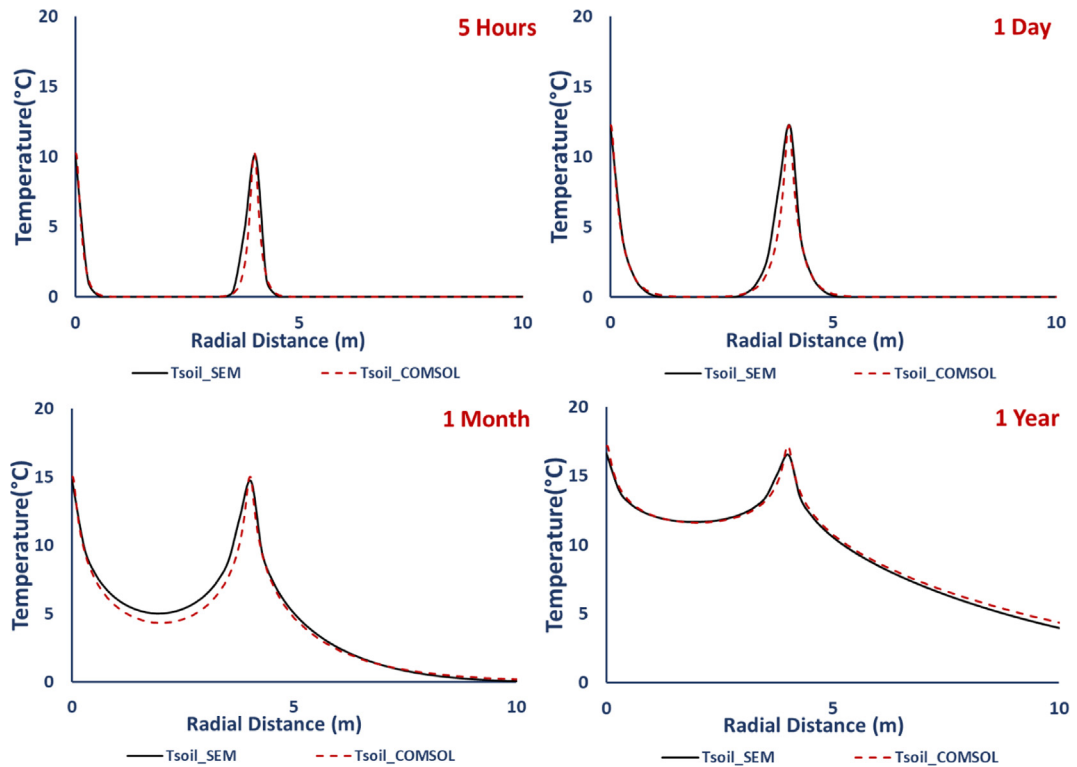 5 Hours
20
15
10
5
0
Temperature(°C)
0
5
10
Radial Distance (m)
Tsoil_SEM
Tsoil_COMSOL
1 Day
20
15
10
5
0
Temperature(°C)
0
5
10
Radial Distance (m)
Tsoil_SEM
Tsoil_COMSOL
1 Month
20
15
10
5
0
Temperature(°C)
0
5
10
Radial Distance (m)
Tsoil_SEM
Tsoil_COMSOL
1 Year
20
15
10
5
0
Temperature(°C)
0
5
10
Radial Distance (m)
Tsoil_SEM
Tsoil_COMSOL